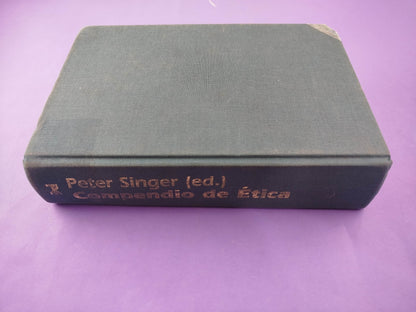 Peter Singer (ed.)
Compendio de Ética